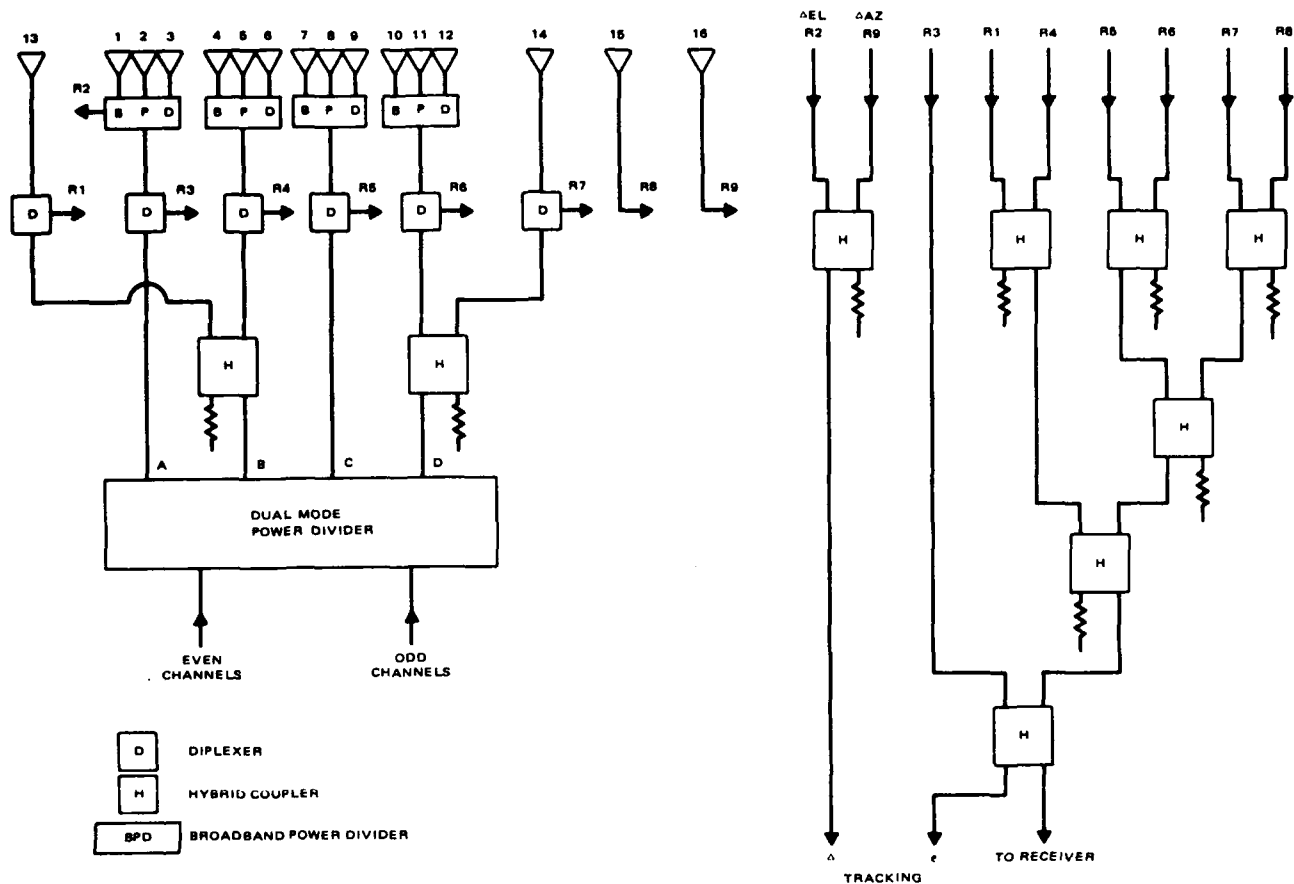 13 1 2 3 4 5 6 7 8 9 10 11 12 14 15 16
R2
B P D B P D B P D B P D
R1 R3 R4 R5 R6 R7 R8 R9
D D D D D D
H H
A B C D
DUAL MODE
POWER DIVIDER
EVEN
CHANNELS
ODD
CHANNELS
D DIPLEXER
H HYBRID COUPLER
BPD BROADBAND POWER DIVIDER
ΔEL ΔAZ
R2 R9 R3 R1 R4 R5 R6 R7 R8
H H H H
H
H
H
Δ TO RECEIVER
TRACKING